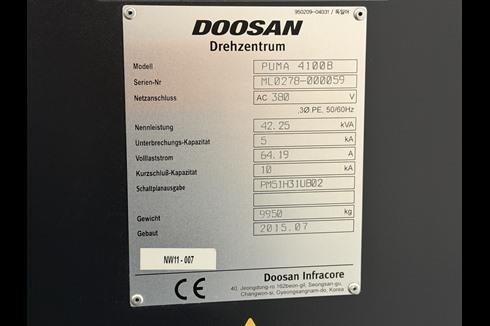 950209-04031 / 독일어
DOOSAN
Drehzentrum
Modell PUMA 4100B
Serien-Nr ML0278-000059
Netzanschluss AC 380 V
,3Ø.PE, 50/60Hz
Nennleistung 42.25 kVA
Unterbrechungs-Kapazität 5 kA
Volllaststrom 64.19 A
Kurzschluß-Kapazität 10 kA
Schaltplanausgabe PM51H31UB02
Gewicht 9950 kg
Gebaut 2015.07
NW11 - 007
CE
Doosan Infracore
40, Jeongdong-ro 162beon-gil, Seongsan-gu,
Changwon-si, Gyeongsangnam-do, Korea